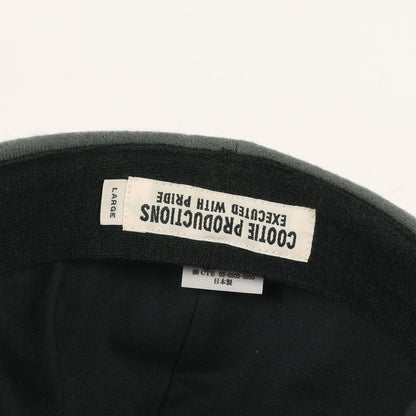 COOTIE PRODUCTIONS
EXECUTED WITH PRIDE
LARGE
日本製